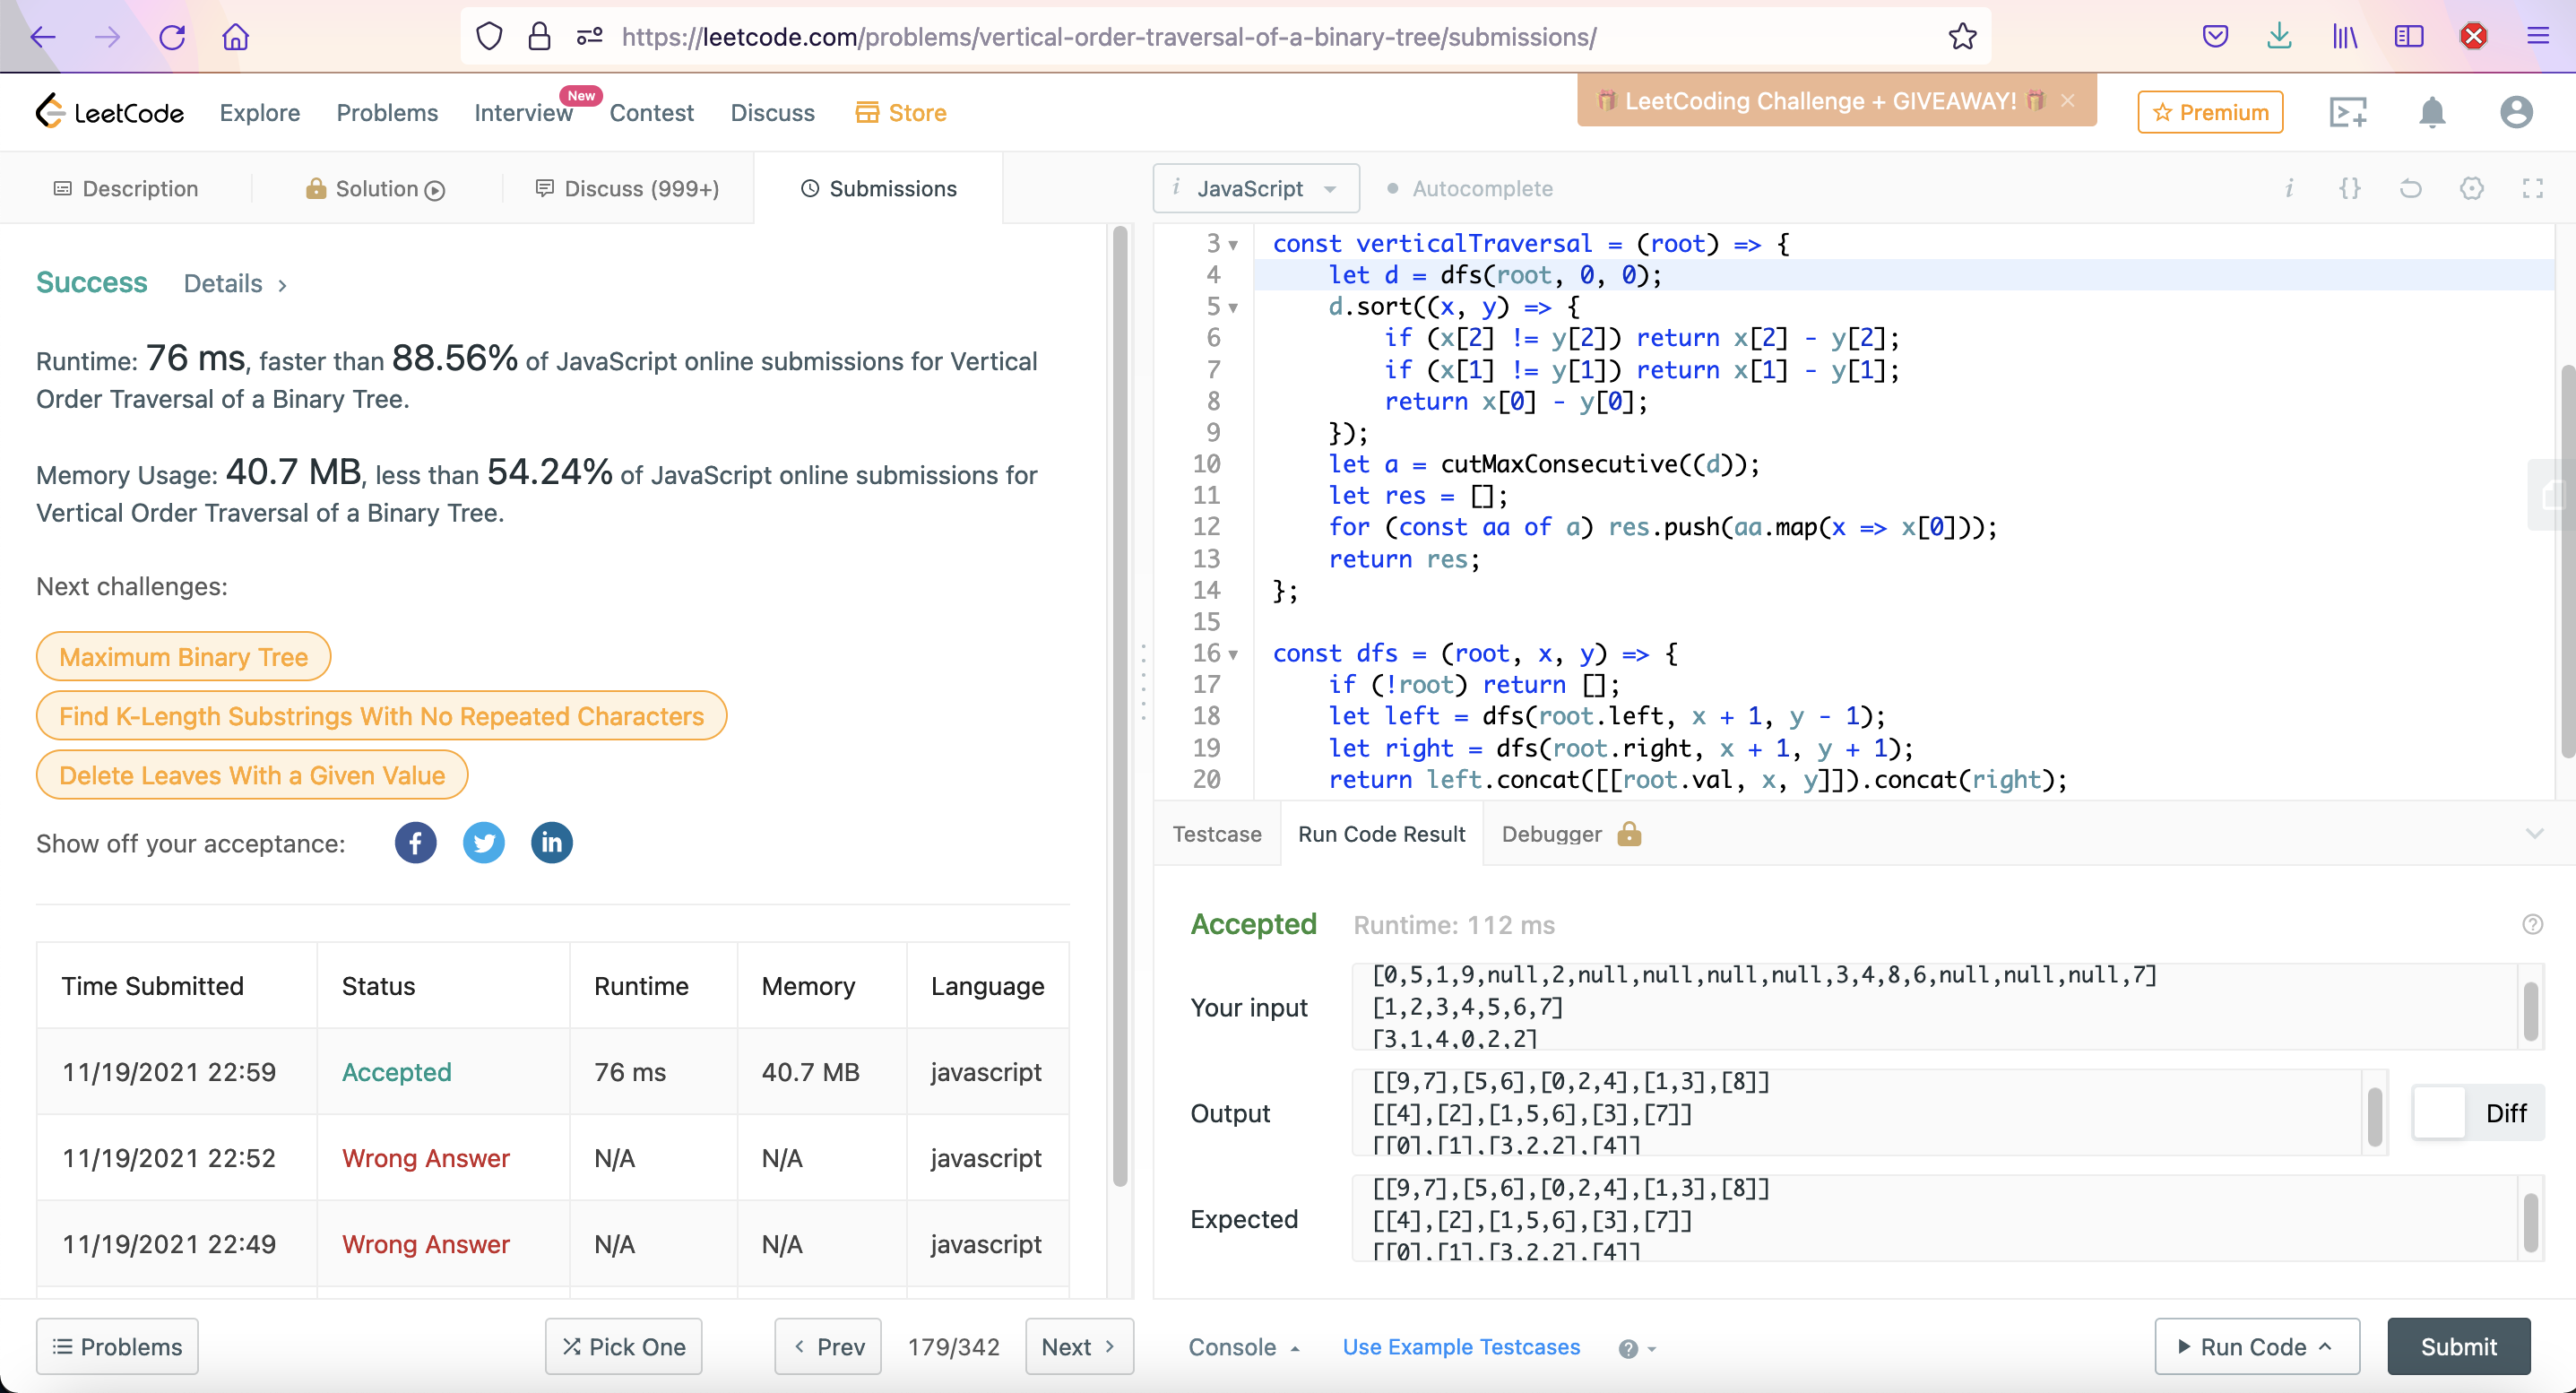 https://leetcode.com/problems/vertical-order-traversal-of-a-binary-tree/submissions/
LeetCode Explore Problems Interview New Contest Discuss Store
LeetCoding Challenge + GIVEAWAY! ×
Premium
Description Solution Discuss (999+) Submissions
i JavaScript Autocomplete
i {}
Success Details >
Runtime: 76 ms, faster than 88.56% of JavaScript online submissions for Vertical
Order Traversal of a Binary Tree.
Memory Usage: 40.7 MB, less than 54.24% of JavaScript online submissions for
Vertical Order Traversal of a Binary Tree.
Next challenges:
Maximum Binary Tree
Find K-Length Substrings With No Repeated Characters
Delete Leaves With a Given Value
Show off your acceptance:
Time Submitted Status Runtime Memory Language
11/19/2021 22:59 Accepted 76 ms 40.7 MB javascript
11/19/2021 22:52 Wrong Answer N/A N/A javascript
11/19/2021 22:49 Wrong Answer N/A N/A javascript
Problems Pick One < Prev 179/342 Next >
3 const verticalTraversal = (root) => {
4 let d = dfs(root, 0, 0);
5 d.sort((x, y) => {
6 if (x[2] != y[2]) return x[2] - y[2];
7 if (x[1] != y[1]) return x[1] - y[1];
8 return x[0] - y[0];
9 });
10 let a = cutMaxConsecutive((d));
11 let res = [];
12 for (const aa of a) res.push(aa.map(x => x[0]));
13 return res;
14 };
15
16 const dfs = (root, x, y) => {
17 if (!root) return [];
18 let left = dfs(root.left, x + 1, y - 1);
19 let right = dfs(root.right, x + 1, y + 1);
20 return left.concat([[root.val, x, y]]).concat(right);
Testcase Run Code Result Debugger
Accepted Runtime: 112 ms
Your input
[0,5,1,9,null,2,null,null,null,null,3,4,8,6,null,null,null,7]
[1,2,3,4,5,6,7]
[3,1,4,0,2,2]
Output
[[9,7],[5,6],[0,2,4],[1,3],[8]]
[[4],[2],[1,5,6],[3],[7]]
[[0],[1],[3,2,2],[4]]
Diff
Expected
[[9,7],[5,6],[0,2,4],[1,3],[8]]
[[4],[2],[1,5,6],[3],[7]]
[[0],[1],[3,2,2],[4]]
Console Use Example Testcases Run Code Submit